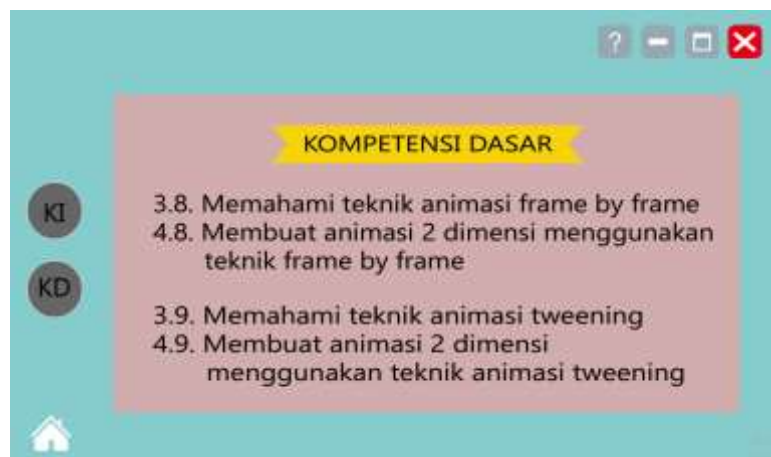 ?
KOMPETENSI DASAR
KI
KD
3.8. Memahami teknik animasi frame by frame
4.8. Membuat animasi 2 dimensi menggunakan
teknik frame by frame
3.9. Memahami teknik animasi tweening
4.9. Membuat animasi 2 dimensi
menggunakan teknik animasi tweening